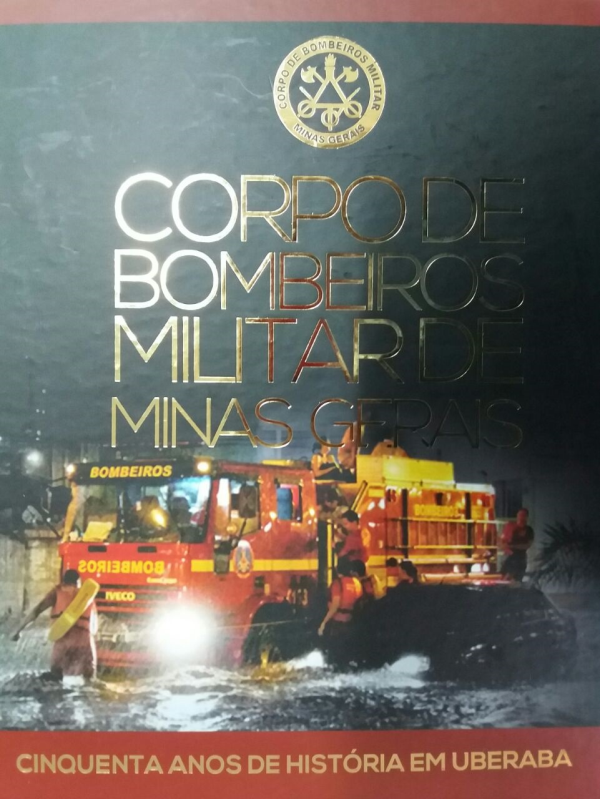 CORPO DE BOMBEIROS MILITAR
MINAS GERAIS
CORPO DE
BOMBEIROS
MILITAR DE
MINAS GERAIS
BOMBEIROS
BOMBEIROS
BOMBEIROS
IVECO
CINQUENTA ANOS DE HISTÓRIA EM UBERABA